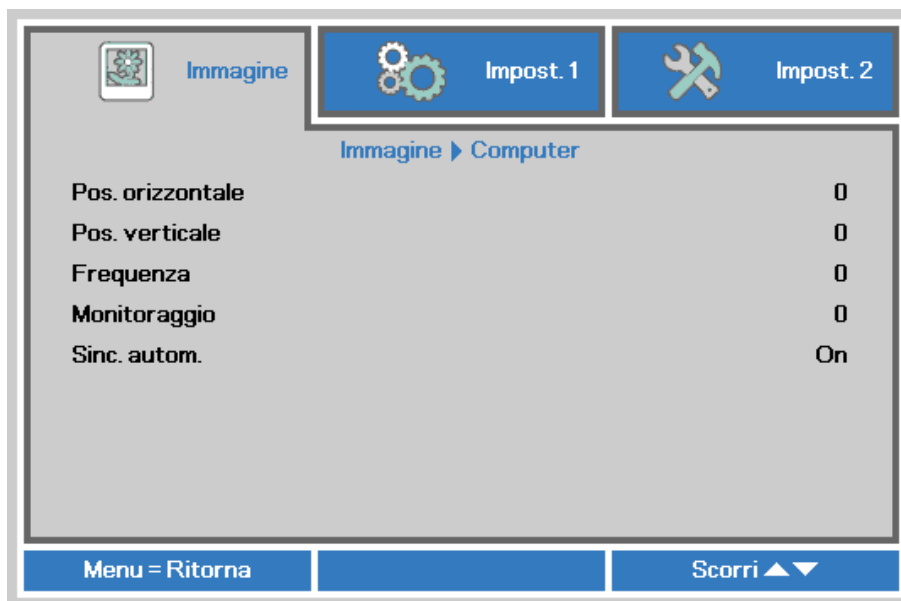 Immagine
Impost. 1
Impost. 2
Immagine ▶ Computer
Pos. orizzontale 0
Pos. verticale 0
Frequenza 0
Monitoraggio 0
Sinc. autom. On
Menu = Ritorna
Scorri ▲▼